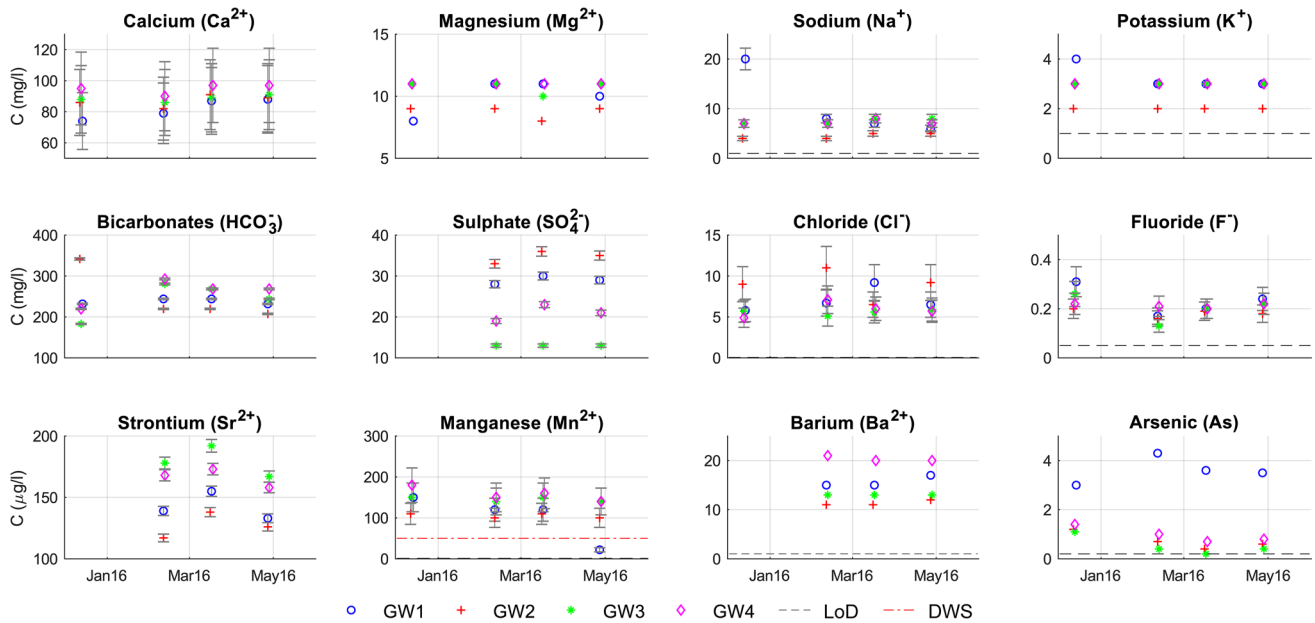 Calcium (Ca2+)
Magnesium (Mg2+)
Sodium (Na+)
Potassium (K+)
C (mg/l)
120
100
80
60
15
10
5
20
10
0
4
2
0
Bicarbonates (HCO3-)
Sulphate (SO42-)
Chloride (Cl-)
Fluoride (F-)
C (mg/l)
400
300
200
100
40
30
20
10
15
10
5
0
0.4
0.2
0
Strontium (Sr2+)
Manganese (Mn2+)
Barium (Ba2+)
Arsenic (As)
C (μg/l)
200
150
100
300
200
100
0
20
10
0
4
2
0
Jan16 Mar16 May16
Jan16 Mar16 May16
Jan16 Mar16 May16
Jan16 Mar16 May16
GW1 GW2 GW3 GW4 LoD DWS